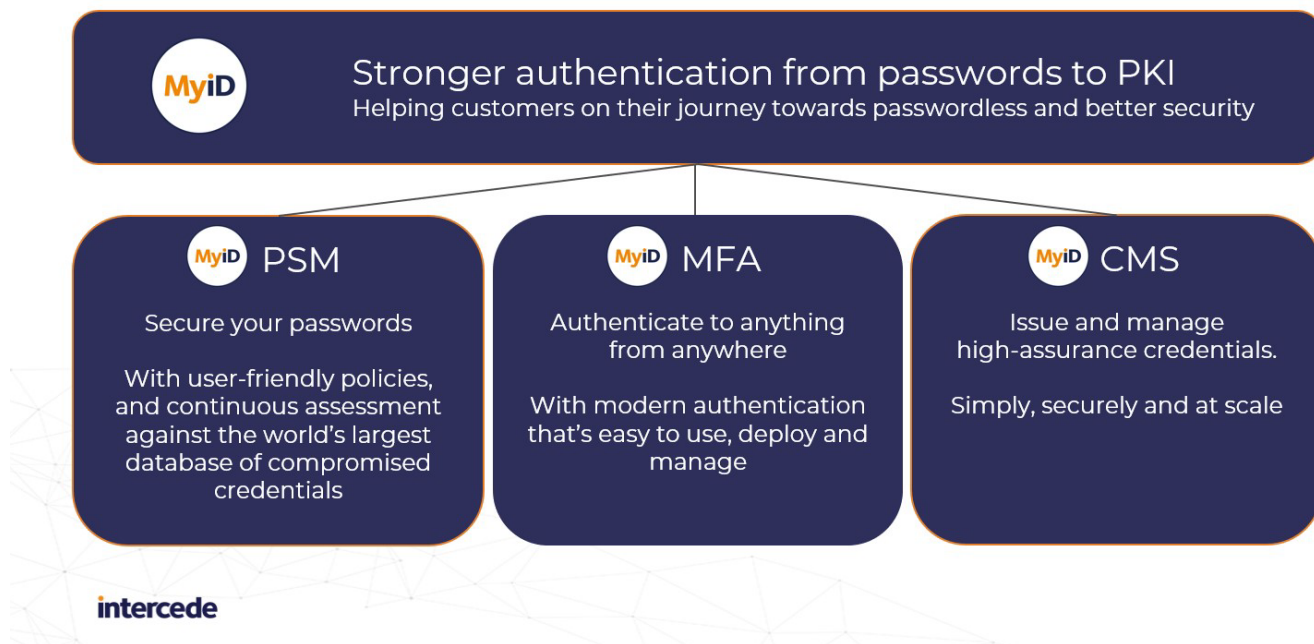 MyiD
Stronger authentication from passwords to PKI
Helping customers on their journey towards passwordless and better security
MyiD PSM
Secure your passwords
With user-friendly policies,
and continuous assessment
against the world's largest
database of compromised
credentials
MyiD MFA
Authenticate to anything
from anywhere
With modern authentication
that's easy to use, deploy and
manage
MyiD CMS
Issue and manage
high-assurance credentials.
Simply, securely and at scale
intercede